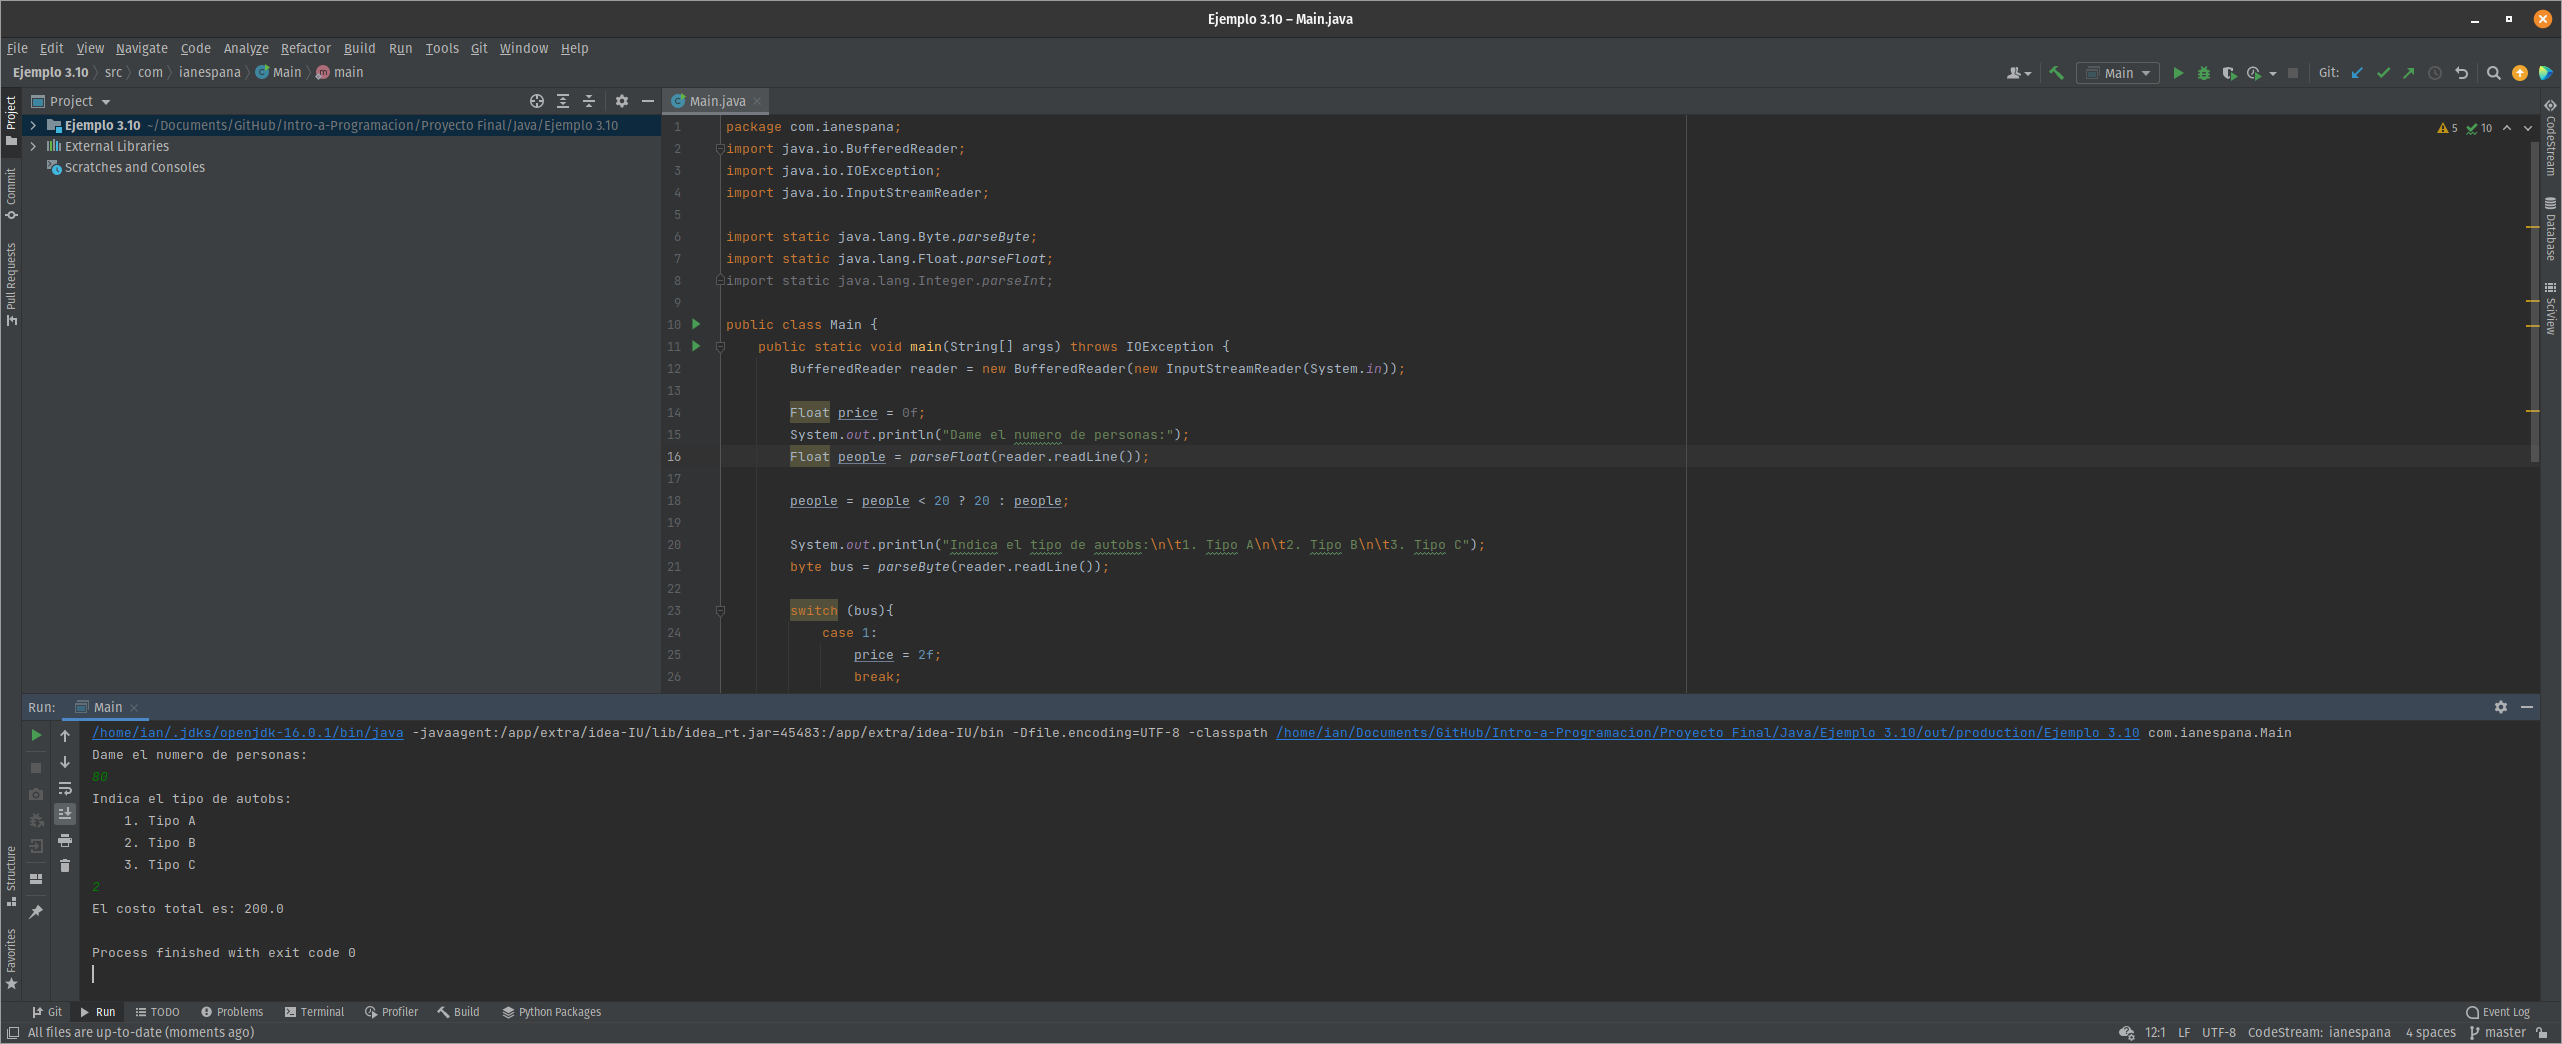 Ejemplo 3.10 – Main.java
File Edit View Navigate Code Analyze Refactor Build Run Tools Git Window Help
Ejemplo 3.10 src com ianespana Main main
Main Git:
Project
Main.java
Ejemplo 3.10 ~/Documents/GitHub/Intro-a-Programacion/Proyecto Final/Java/Ejemplo 3.10
External Libraries
Scratches and Consoles
Project
Commit
Pull Requests
Structure
Favorites
5 10
1 package com.ianespana;
2 import java.io.BufferedReader;
3 import java.io.IOException;
4 import java.io.InputStreamReader;
5
6 import static java.lang.Byte.parseByte;
7 import static java.lang.Float.parseFloat;
8 import static java.lang.Integer.parseInt;
9
10 public class Main {
11 public static void main(String[] args) throws IOException {
12 BufferedReader reader = new BufferedReader(new InputStreamReader(System.in));
13
14 Float price = 0f;
15 System.out.println("Dame el numero de personas:");
16 Float people = parseFloat(reader.readLine());
17
18 people = people < 20 ? 20 : people;
19
20 System.out.println("Indica el tipo de autobs:\n\t1. Tipo A\n\t2. Tipo B\n\t3. Tipo C");
21 byte bus = parseByte(reader.readLine());
22
23 switch (bus){
24 case 1:
25 price = 2f;
26 break;
CodeStream
Database
SciView
Run: Main
/home/ian/.jdks/openjdk-16.0.1/bin/java -javaagent:/app/extra/idea-IU/lib/idea_rt.jar=45483:/app/extra/idea-IU/bin -Dfile.encoding=UTF-8 -classpath /home/ian/Documents/GitHub/Intro-a-Programacion/Proyecto Final/Java/Ejemplo 3.10/out/production/Ejemplo 3.10 com.ianespana.Main
Dame el numero de personas:
80
Indica el tipo de autobs:
1. Tipo A
2. Tipo B
3. Tipo C
2
El costo total es: 200.0
Process finished with exit code 0
Git Run TODO Problems Terminal Profiler Build Python Packages Event Log
All files are up-to-date (moments ago) 12:1 LF UTF-8 CodeStream: ianespana 4 spaces master